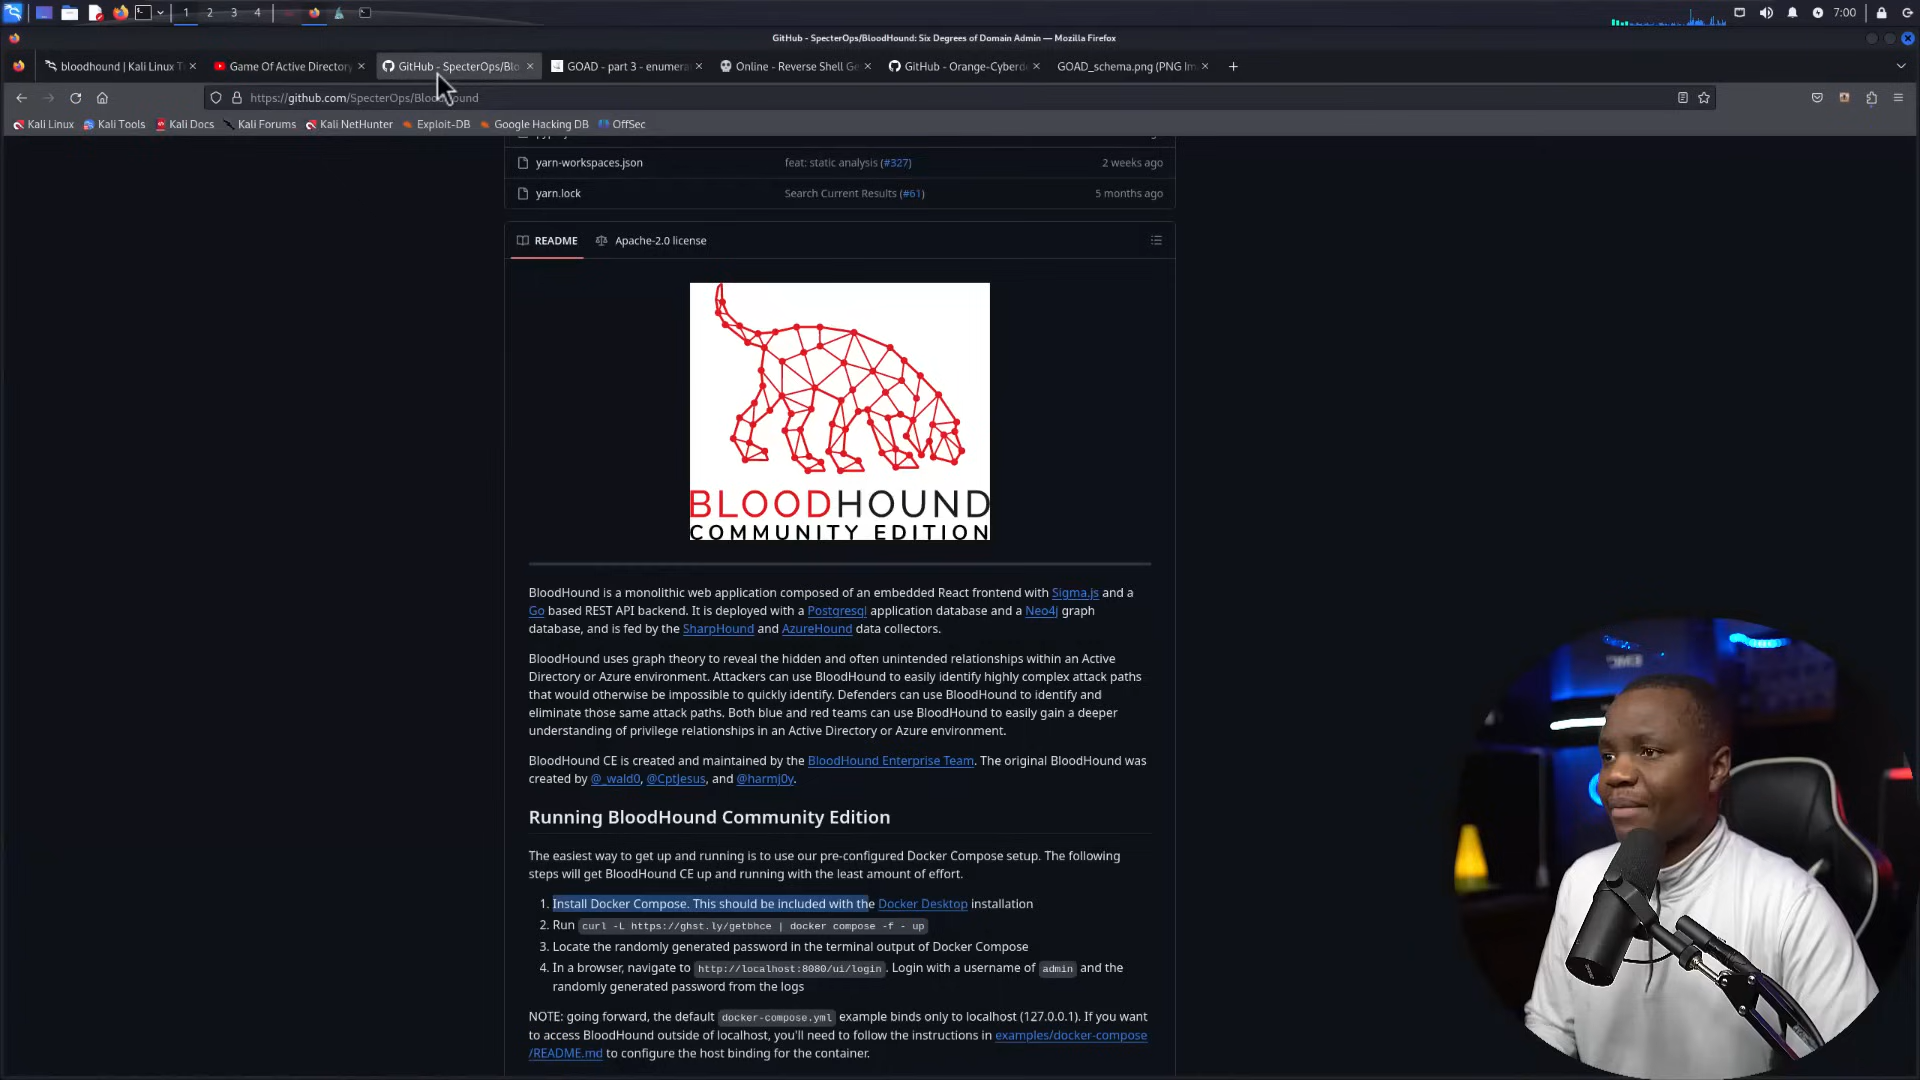 1 2 3 4
7:00
GitHub - SpecterOps/BloodHound: Six Degrees of Domain Admin — Mozilla Firefox
bloodhound | Kali Linux T
Game Of Active Directory
GitHub - SpecterOps/Blo
GOAD - part 3 - enumera
Online - Reverse Shell Ge
GitHub - Orange-Cyberde
GOAD_schema.png (PNG Im
https://github.com/SpecterOps/BloodHound
Kali Linux
Kali Tools
Kali Docs
Kali Forums
Kali NetHunter
Exploit-DB
Google Hacking DB
OffSec
yarn-workspaces.json feat: static analysis (#327) 2 weeks ago
yarn.lock Search Current Results (#61) 5 months ago
README Apache-2.0 license
BLOODHOUND
COMMUNITY EDITION
BloodHound is a monolithic web application composed of an embedded React frontend with Sigma.js and a
Go based REST API backend. It is deployed with a Postgresql application database and a Neo4j graph
database, and is fed by the SharpHound and AzureHound data collectors.
BloodHound uses graph theory to reveal the hidden and often unintended relationships within an Active
Directory or Azure environment. Attackers can use BloodHound to easily identify highly complex attack paths
that would otherwise be impossible to quickly identify. Defenders can use BloodHound to identify and
eliminate those same attack paths. Both blue and red teams can use BloodHound to easily gain a deeper
understanding of privilege relationships in an Active Directory or Azure environment.
BloodHound CE is created and maintained by the BloodHound Enterprise Team. The original BloodHound was
created by @_wald0, @CptJesus, and @harmj0y.
Running BloodHound Community Edition
The easiest way to get up and running is to use our pre-configured Docker Compose setup. The following
steps will get BloodHound CE up and running with the least amount of effort.
1. Install Docker Compose. This should be included with the Docker Desktop installation
2. Run curl -L https://ghst.ly/getbhce | docker compose -f - up
3. Locate the randomly generated password in the terminal output of Docker Compose
4. In a browser, navigate to http://localhost:8080/ui/login. Login with a username of admin and the
randomly generated password from the logs
NOTE: going forward, the default docker-compose.yml example binds only to localhost (127.0.0.1). If you want
to access BloodHound outside of localhost, you'll need to follow the instructions in examples/docker-compose
/README.md to configure the host binding for the container.